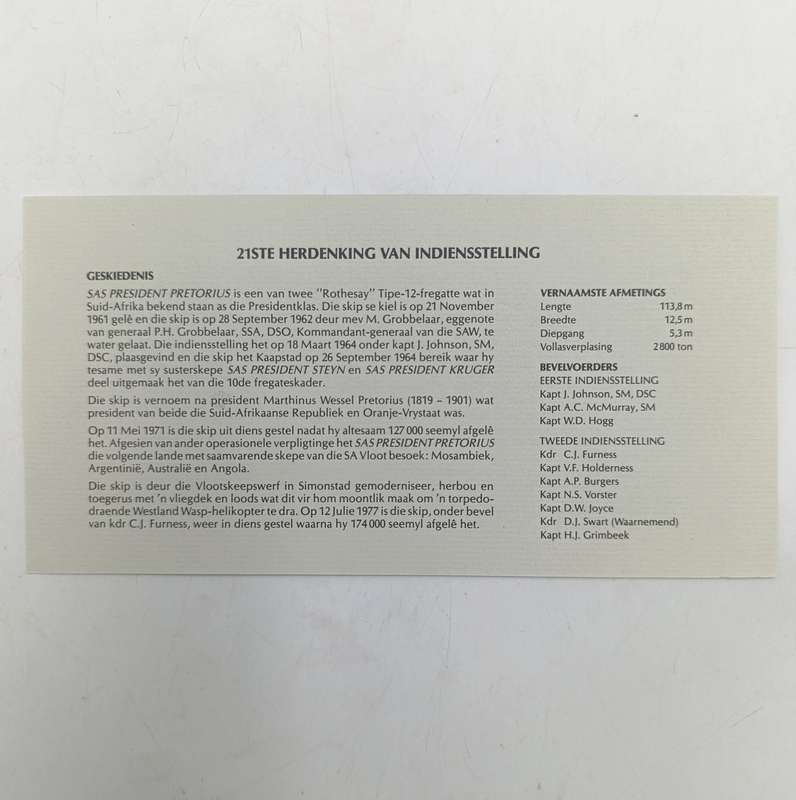 21STE HERDENKING VAN INDIENSSTELLING
GESKIEDENIS
SAS PRESIDENT PRETORIUS is een van twee "Rothesay" Tipe-12-fregatte wat in
Suid-Afrika bekend staan as die Presidentklas. Die skip se kiel is op 21 November
1961 gelê en die skip is op 28 September 1962 deur mev M. Grobbelaar, eggenote
van generaal P.H. Grobbelaar, SSA, DSO, Kommandant-generaal van die SAW, te
water gelaat. Die indiensstelling het op 18 Maart 1964 onder kapt J. Johnson, SM,
DSC, plaasgevind en die skip het Kaapstad op 26 September 1964 bereik waar hy
tesame met sy susterskepe SAS PRESIDENT STEYN en SAS PRESIDENT KRUGER
deel uitgemaak het van die 10de fregateskader.
Die skip is vernoem na president Marthinus Wessel Pretorius (1819 – 1901) wat
president van beide die Suid-Afrikaanse Republiek en Oranje-Vrystaat was.
Op 11 Mei 1971 is die skip uit diens gestel nadat hy altesaam 127 000 seemyl afgelê
het. Afgesien van ander operasionele verpligtinge het SAS PRESIDENT PRETORIUS
die volgende lande met saamvarende skepe van die SA Vloot besoek: Mosambiek,
Argentinië, Australië en Angola.
Die skip is deur die Vlootskeepswerf in Simonstad gemoderniseer, herbou en
toegerus met 'n vliegdek en loods wat dit vir hom moontlik maak om 'n torpedo-
draende Westland Wasp-helikopter te dra. Op 12 Julie 1977 is die skip, onder bevel
van kdr C.J. Furness, weer in diens gestel waarna hy 174 000 seemyl afgelê het.
VERNAAMSTE AFMETINGS
Lengte 113,8 m
Breedte 12,5 m
Diepgang 5,3 m
Vollasverplasing 2 800 ton
BEVELVOERDERS
EERSTE INDIENSSTELLING
Kapt J. Johnson, SM, DSC
Kapt A.C. McMurray, SM
Kapt W.D. Hogg
TWEEDE INDIENSSTELLING
Kdr C.J. Furness
Kapt V.F. Holderness
Kapt A.P. Burgers
Kapt N.S. Vorster
Kapt D.W. Joyce
Kdr D.J. Swart (Waarnemend)
Kapt H.J. Grimbeek